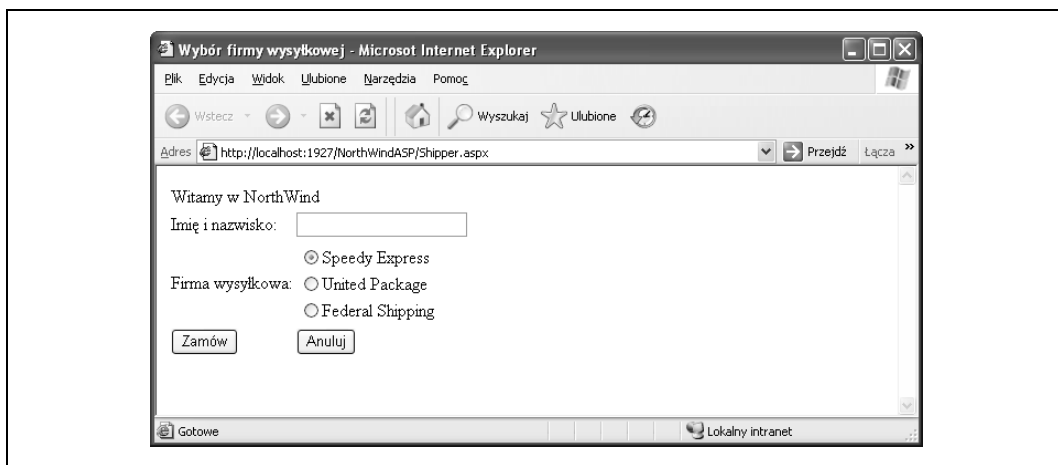 Wybór firmy wysyłkowej - Microsot Internet Explorer
Plik Edycja Widok Ulubione Narzędzia Pomoc
Wstecz Wyszukaj Ulubione
Adres http://localhost:1927/NorthWindASP/Shipper.aspx Przejdź Łącza »
Witamy w NorthWind
Imię i nazwisko:
Speedy Express
Firma wysyłkowa: United Package
Federal Shipping
Zamów Anuluj
Gotowe Lokalny intranet